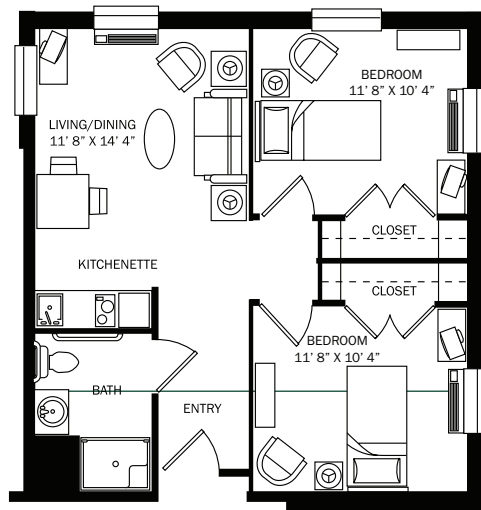 BEDROOM
11’ 8” X 10’ 4”
LIVING/DINING
11’ 8” X 14’ 4”
CLOSET
KITCHENETTE
CLOSET
BEDROOM
11’ 8” X 10’ 4”
BATH
ENTRY